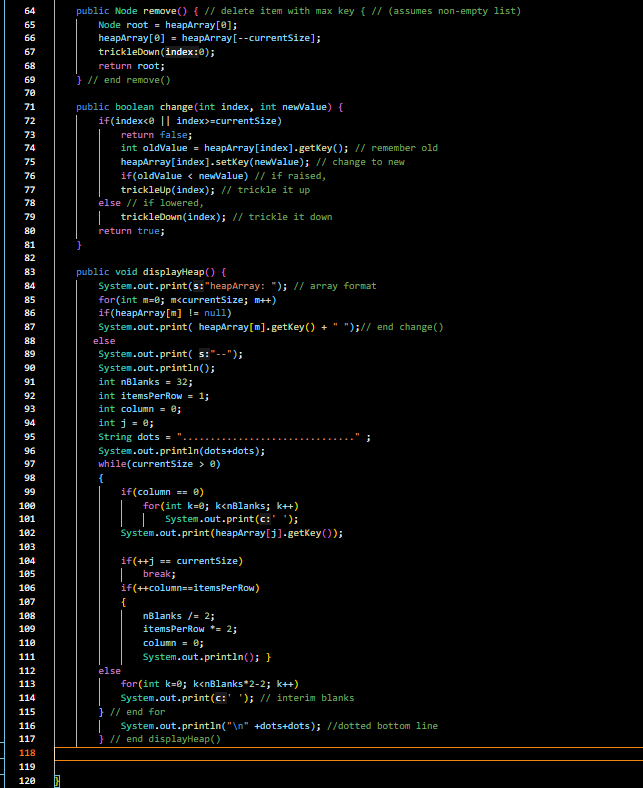 64 public Node remove() { // delete item with max key { // (assumes non-empty list)
65 Node root = heapArray[0];
66 heapArray[0] = heapArray[--currentSize];
67 trickleDown(index:0);
68 return root;
69 } // end remove()
70
71 public boolean change(int index, int newValue) {
72 if(index<0 || index>=currentSize)
73 return false;
74 int oldValue = heapArray[index].getKey(); // remember old
75 heapArray[index].setKey(newValue); // change to new
76 if(oldValue < newValue) // if raised,
77 trickleUp(index); // trickle it up
78 else // if lowered,
79 trickleDown(index); // trickle it down
80 return true;
81 }
82
83 public void displayHeap() {
84 System.out.print(s:"heapArray: "); // array format
85 for(int m=0; m<currentSize; m++)
86 if(heapArray[m] != null)
87 System.out.print( heapArray[m].getKey() + " ");// end change()
88 else
89 System.out.print( s:"--");
90 System.out.println();
91 int nBlanks = 32;
92 int itemsPerRow = 1;
93 int column = 0;
94 int j = 0;
95 String dots = "..............................." ;
96 System.out.println(dots+dots);
97 while(currentSize > 0)
98 {
99 if(column == 0)
100 for(int k=0; k<nBlanks; k++)
101 System.out.print(c:' ');
102 System.out.print(heapArray[j].getKey());
103
104 if(++j == currentSize)
105 break;
106 if(++column==itemsPerRow)
107 {
108 nBlanks /= 2;
109 itemsPerRow *= 2;
110 column = 0;
111 System.out.println(); }
112 else
113 for(int k=0; k<nBlanks*2-2; k++)
114 System.out.print(c:' '); // interim blanks
115 } // end for
116 System.out.println("\n" +dots+dots); //dotted bottom line
117 } // end displayHeap()
118
119
120 }